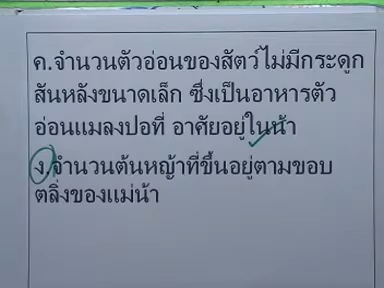 ค.จำนวนตัวอ่อนของสัตว์ไม่มีกระดูก
สันหลังขนาดเล็ก ซึ่งเป็นอาหารตัว
อ่อนแมลงปอที่ อาศัยอยู่ในน้ำ
ง.จำนวนต้นหญ้าที่ขึ้นอยู่ตามขอบ
ตลิ่งของแม่น้ำ